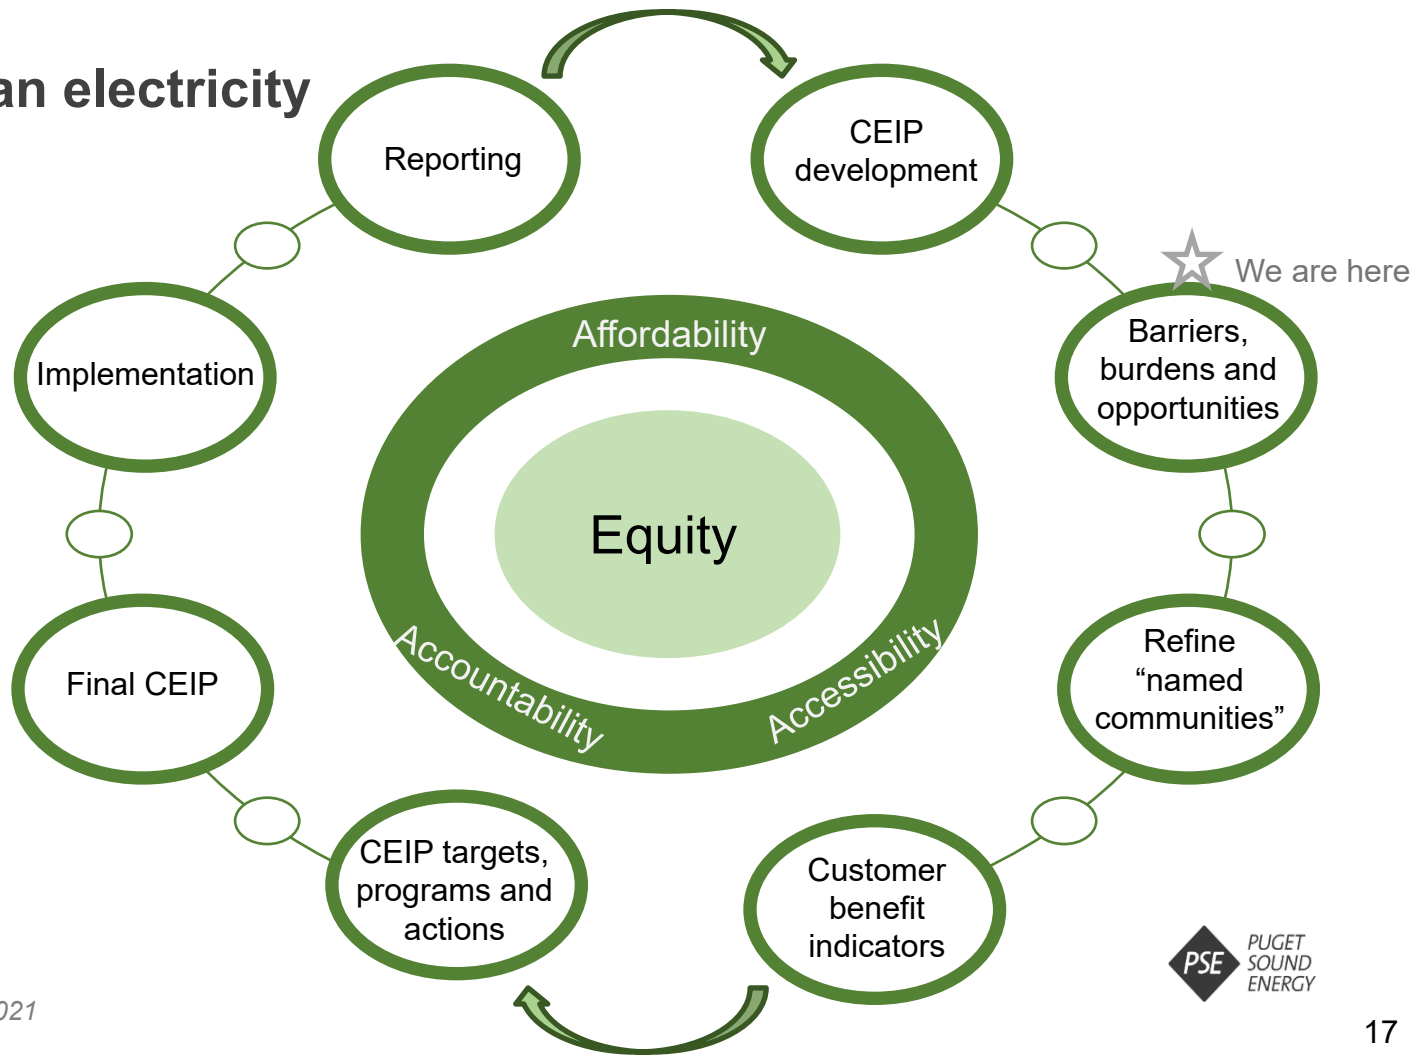 an electricity
Reporting
CEIP
development
We are here
Barriers,
burdens and
opportunities
Refine
“named
communities”
Customer
benefit
indicators
CEIP targets,
programs and
actions
Final CEIP
Implementation
Affordability
Equity
Accountability
Accessibility
PSE
PUGET
SOUND
ENERGY
021
17